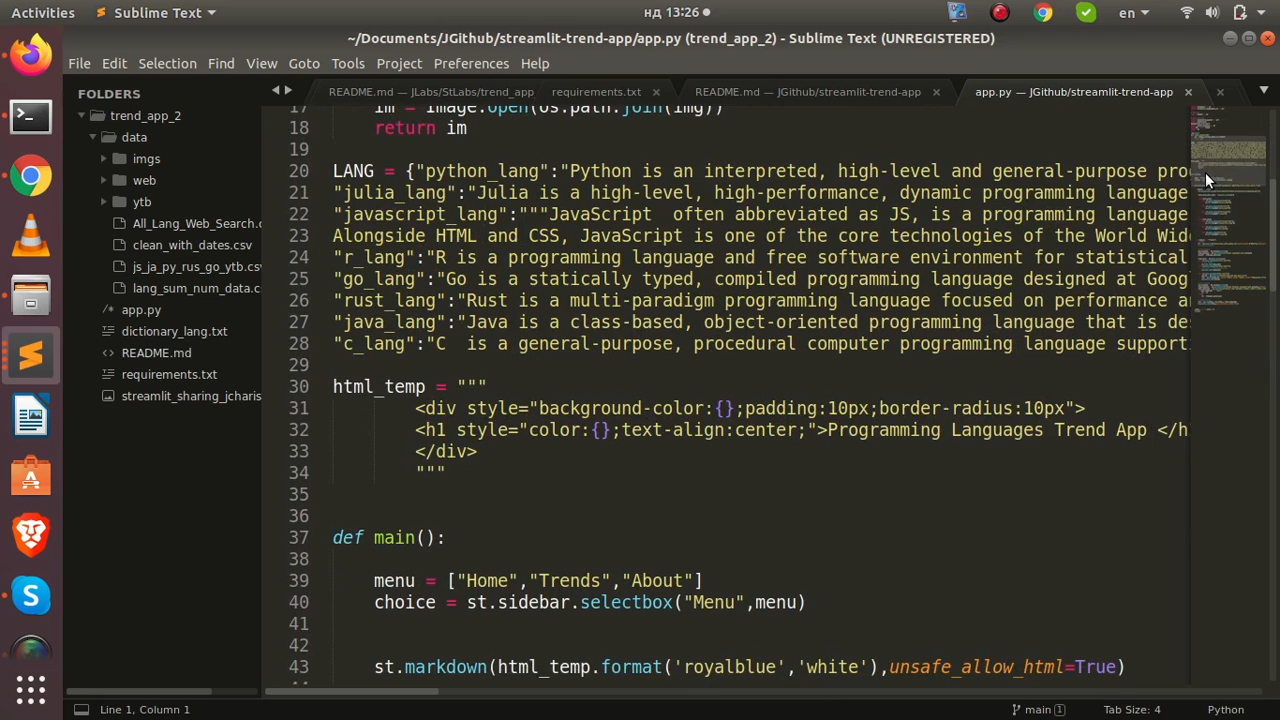 Activities
Sublime Text
нд 13:26
en
~/Documents/JGithub/streamlit-trend-app/app.py (trend_app_2) - Sublime Text (UNREGISTERED)
File Edit Selection Find View Goto Tools Project Preferences Help
FOLDERS
trend_app_2
data
imgs
web
ytb
All_Lang_Web_Search.c
clean_with_dates.csv
js_ja_py_rus_go_ytb.csv
lang_sum_num_data.c
app.py
dictionary_lang.txt
README.md
requirements.txt
streamlit_sharing_jcharis
README.md — JLabs/StLabs/trend_app
requirements.txt
README.md — JGithub/streamlit-trend-app
app.py — JGithub/streamlit-trend-app
17 im = Image.open(os.path.join(img))
18 return im
19
20 LANG = {"python_lang":"Python is an interpreted, high-level and general-purpose pro
21 "julia_lang":"Julia is a high-level, high-performance, dynamic programming language
22 "javascript_lang":"""JavaScript  often abbreviated as JS, is a programming language
23 Alongside HTML and CSS, JavaScript is one of the core technologies of the World Wid
24 "r_lang":"R is a programming language and free software environment for statistical
25 "go_lang":"Go is a statically typed, compiled programming language designed at Goog
26 "rust_lang":"Rust is a multi-paradigm programming language focused on performance a
27 "java_lang":"Java is a class-based, object-oriented programming language that is de
28 "c_lang":"C  is a general-purpose, procedural computer programming language supporti
29
30 html_temp = """
31 <div style="background-color:{};padding:10px;border-radius:10px">
32 <h1 style="color:{};text-align:center;">Programming Languages Trend App </h
33 </div>
34 """
35
36
37 def main():
38
39 menu = ["Home","Trends","About"]
40 choice = st.sidebar.selectbox("Menu",menu)
41
42
43 st.markdown(html_temp.format('royalblue','white'),unsafe_allow_html=True)
Line 1, Column 1
main 1
Tab Size: 4
Python